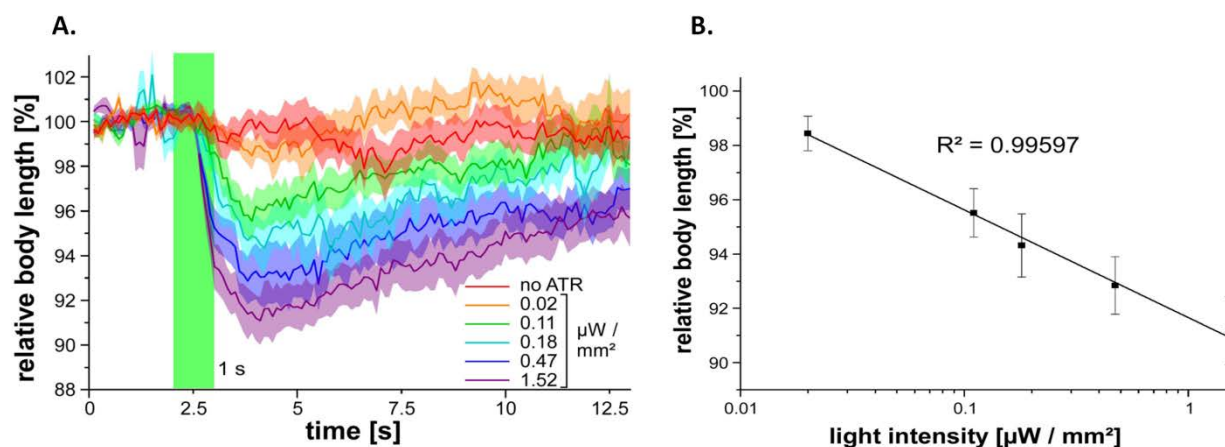 A.
relative body length [%]
102
100
98
96
94
92
90
88
0
2.5
5
7.5
10
12.5
time [s]
1 s
no ATR
0.02
0.11
0.18
0.47
1.52
µW /
mm²
B.
relative body length [%]
100
98
96
94
92
90
R² = 0.99597
0.01
0.1
1
light intensity [µW / mm²]